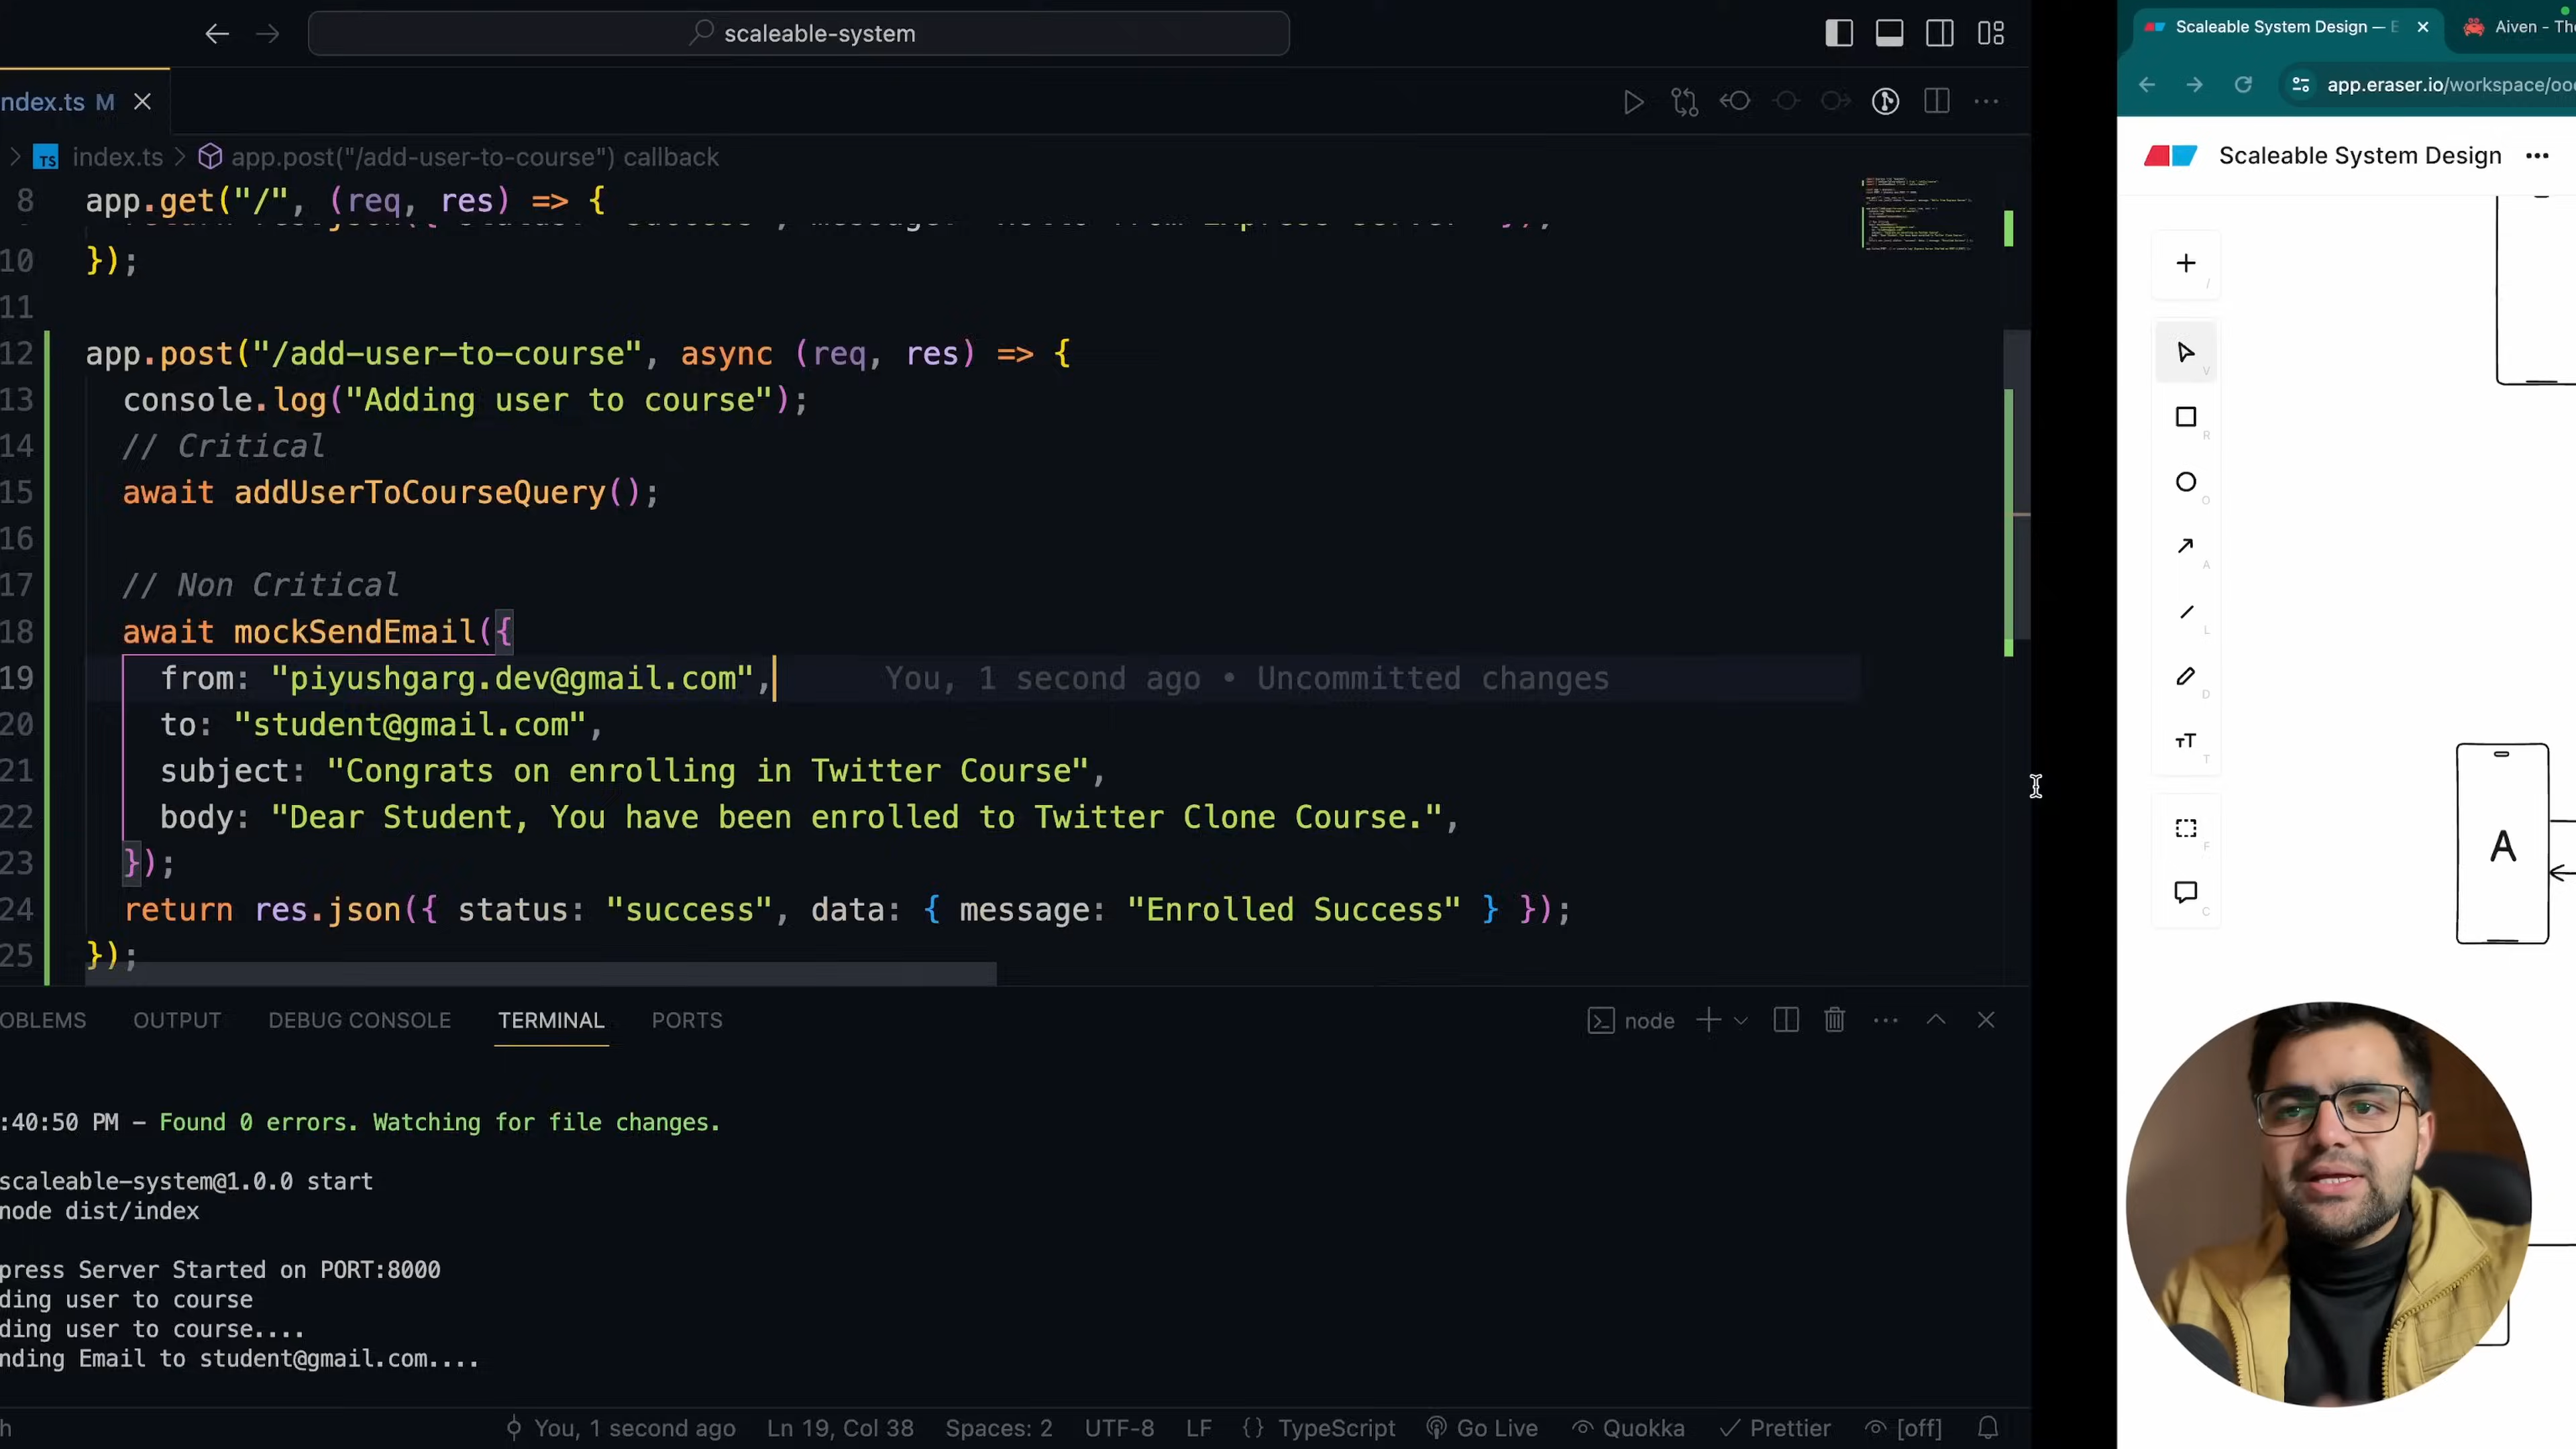 scaleable-system
Scaleable System Design — E
Aiven - Th
app.eraser.io/workspace/oo
ndex.ts M
TS index.ts > app.post("/add-user-to-course") callback
Scaleable System Design
8 app.get("/", (req, res) => {
10 });
11
12 app.post("/add-user-to-course", async (req, res) => {
13 console.log("Adding user to course");
14 // Critical
15 await addUserToCourseQuery();
16
17 // Non Critical
18 await mockSendEmail({
19 from: "piyushgarg.dev@gmail.com", You, 1 second ago • Uncommitted changes
20 to: "student@gmail.com",
21 subject: "Congrats on enrolling in Twitter Course",
22 body: "Dear Student, You have been enrolled to Twitter Clone Course.",
23 });
24 return res.json({ status: "success", data: { message: "Enrolled Success" } });
25 });
/
V
R
O
A
L
D
T
F
C
A
OBLEMS OUTPUT DEBUG CONSOLE TERMINAL PORTS
node
:40:50 PM – Found 0 errors. Watching for file changes.
scaleable-system@1.0.0 start
node dist/index
press Server Started on PORT:8000
ding user to course
ding user to course....
nding Email to student@gmail.com....
You, 1 second ago Ln 19, Col 38 Spaces: 2 UTF-8 LF {} TypeScript Go Live Quokka Prettier [off]